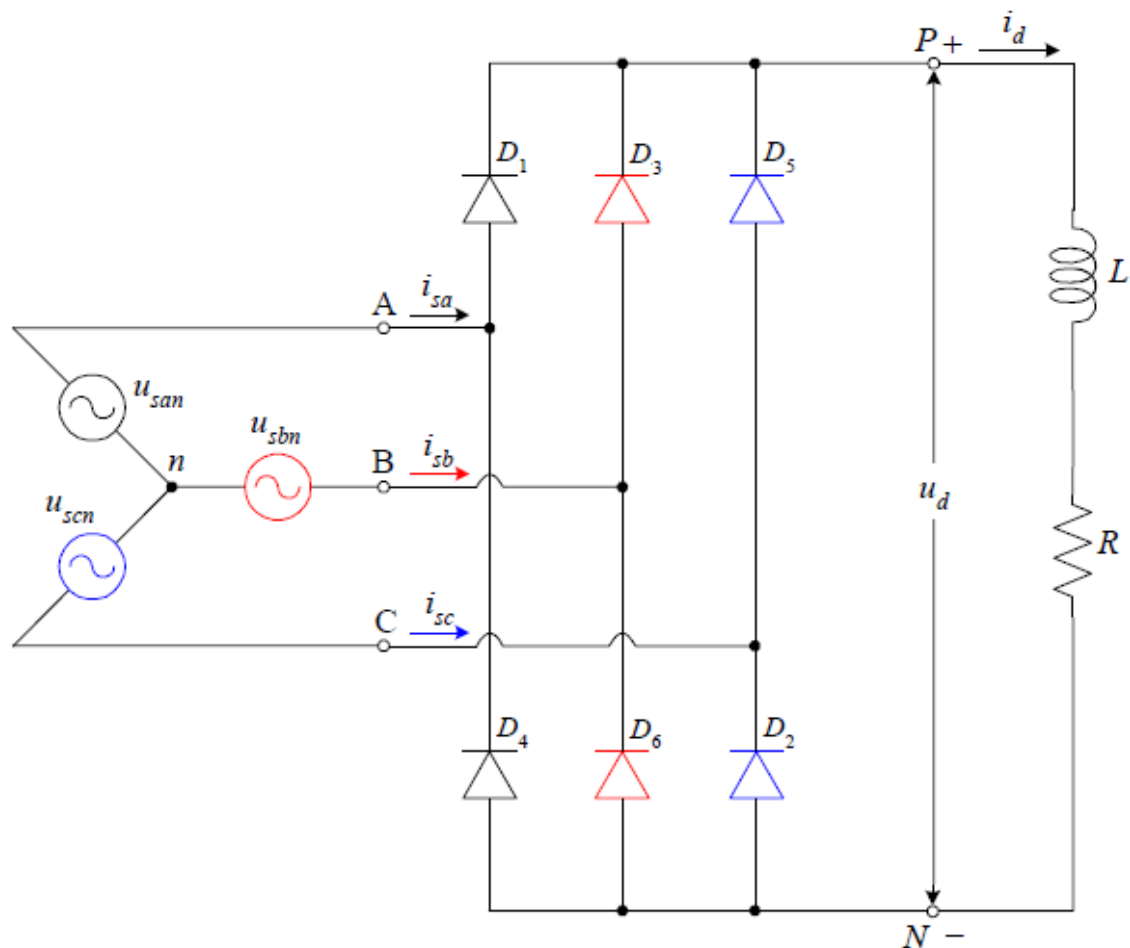 P + i_d
D_1 D_3 D_5
A i_sa
L
u_san
u_sbn
n
B i_sb
u_d
u_scn
R
C i_sc
D_4 D_6 D_2
N −